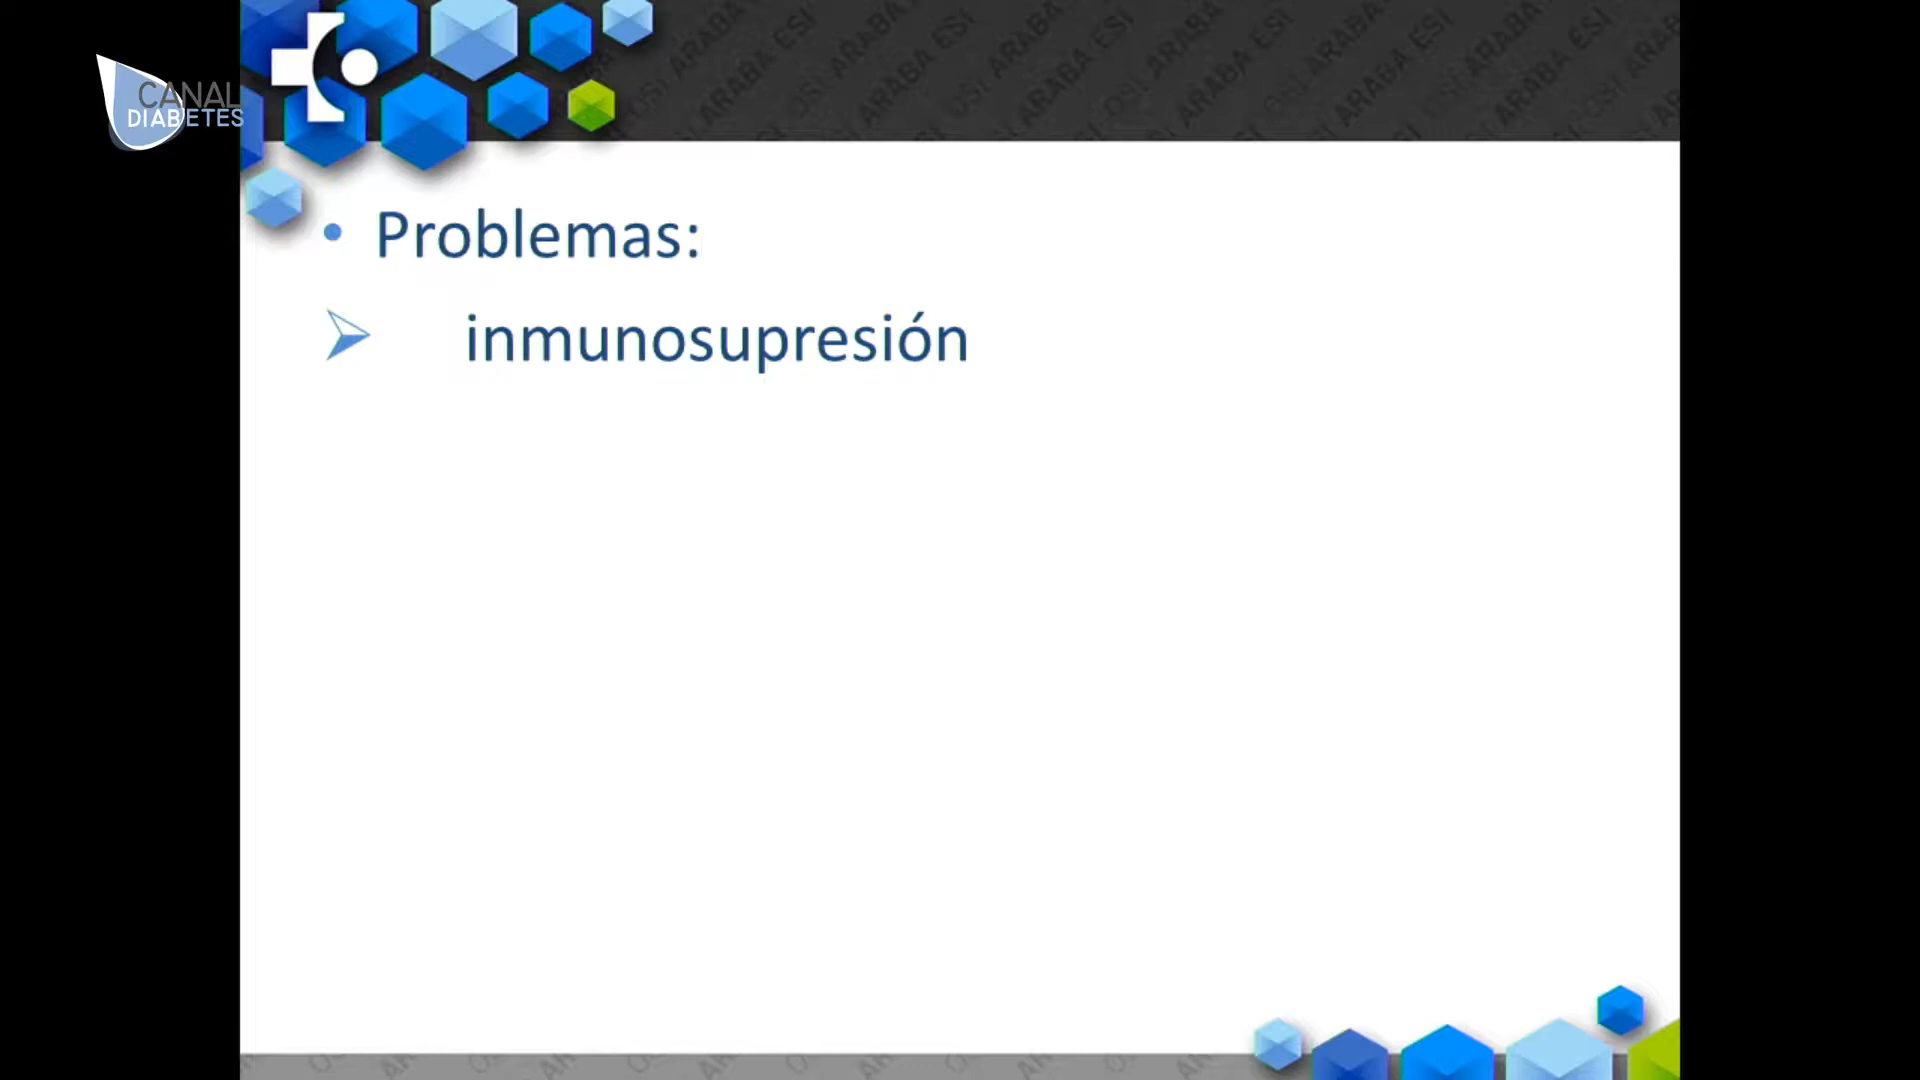 CANAL
DIABETES
• Problemas:
➢ inmunosupresión